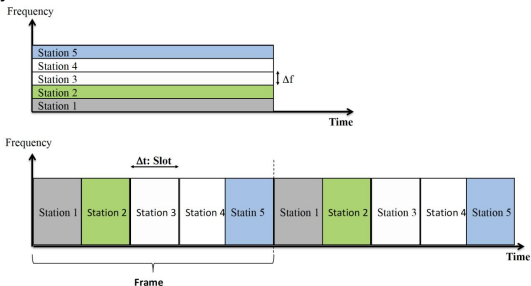 Frequency
Station 5
Station 4
Station 3
Δf
Station 2
Station 1
Time
Frequency
Δt: Slot
Station 1 Station 2 Station 3 Station 4 Statin 5 Station 1 Station 2 Station 3 Station 4 Station 5
Time
Frame